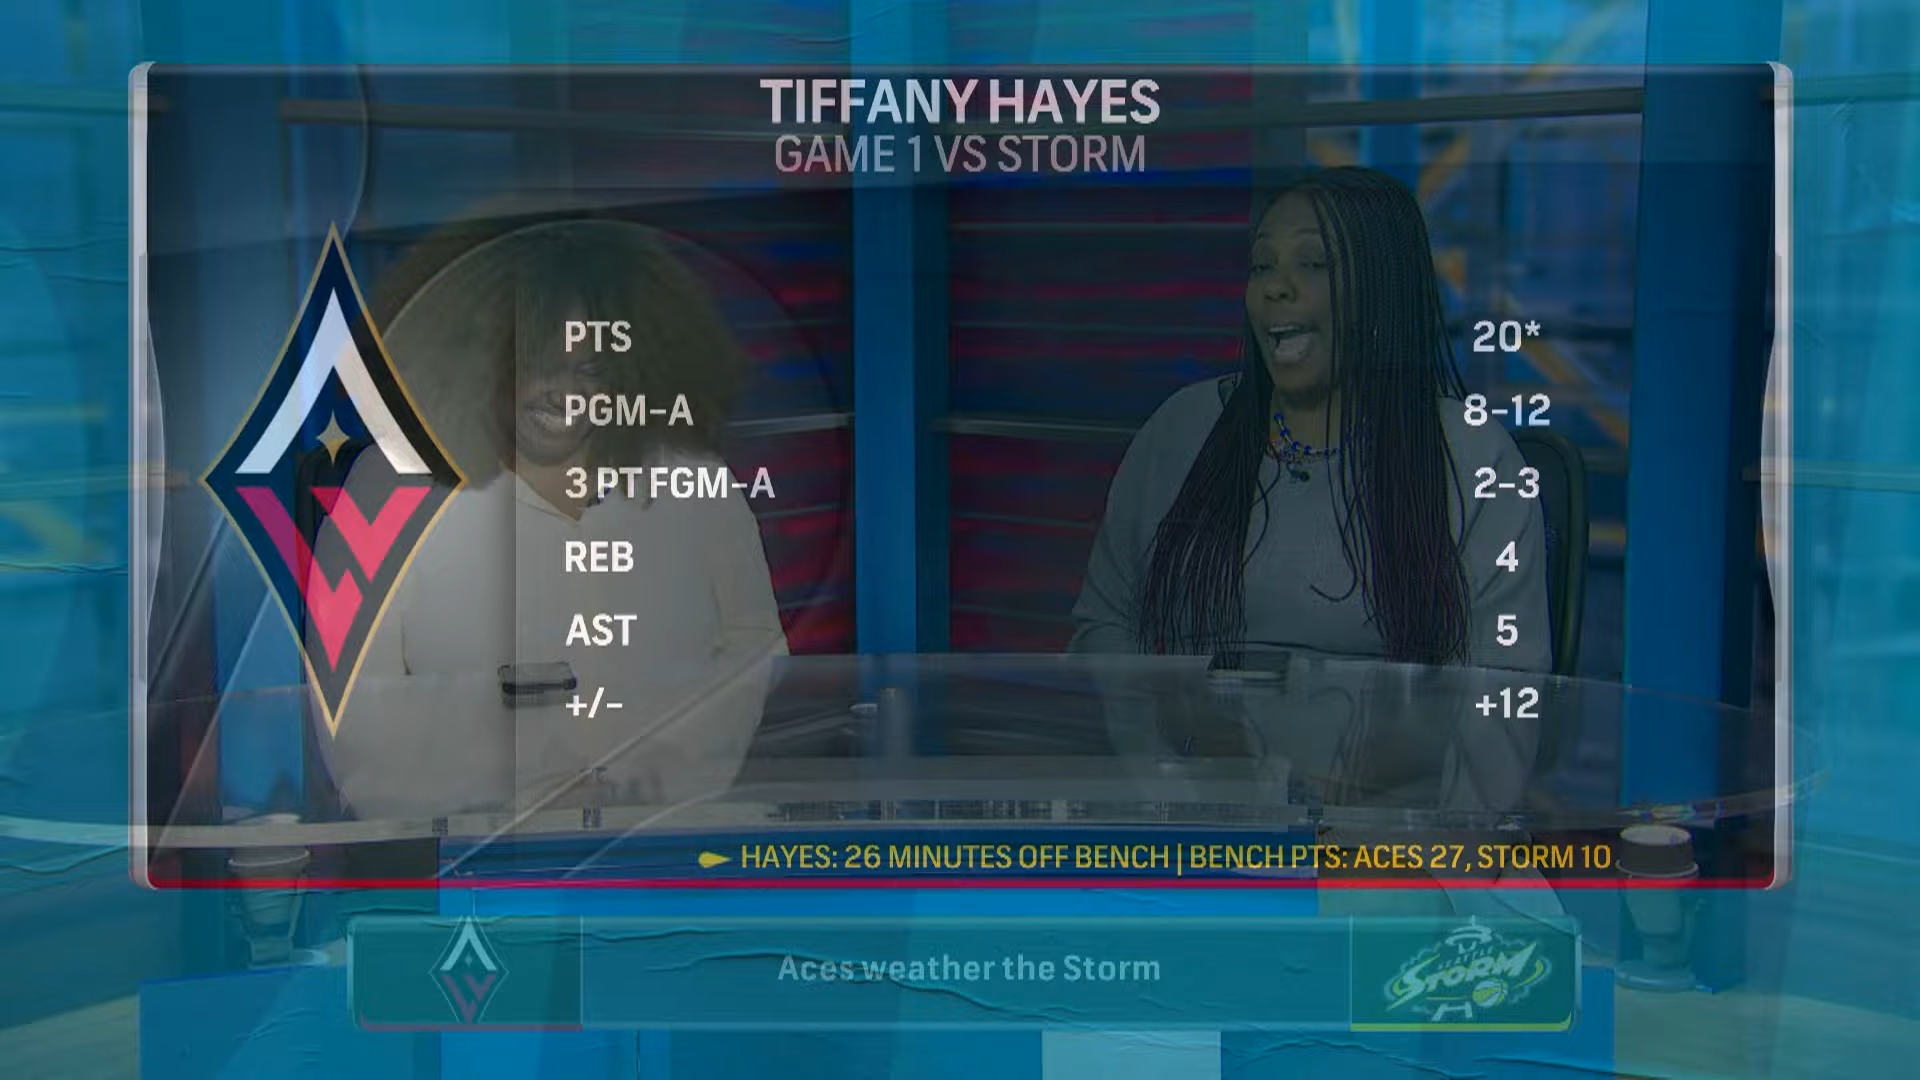 TIFFANY HAYES
GAME 1 VS STORM
PTS 20*
PGM-A 8-12
3 PT FGM-A 2-3
REB 4
AST 5
+/- +12
HAYES: 26 MINUTES OFF BENCH | BENCH PTS: ACES 27, STORM 10
Aces weather the Storm
STORM